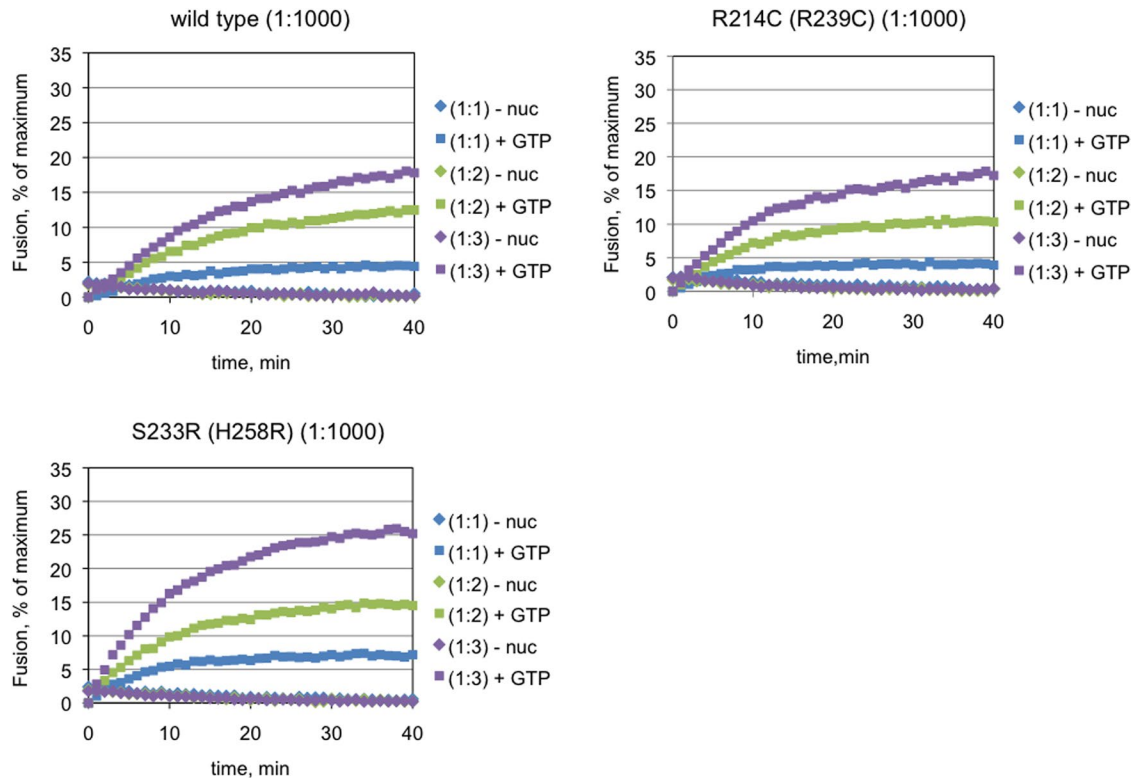 wild type (1:1000)
Fusion, % of maximum
35
30
25
20
15
10
5
0
0 10 20 30 40
time, min
(1:1) - nuc
(1:1) + GTP
(1:2) - nuc
(1:2) + GTP
(1:3) - nuc
(1:3) + GTP
R214C (R239C) (1:1000)
Fusion, % of maximum
35
30
25
20
15
10
5
0
0 10 20 30 40
time,min
(1:1) - nuc
(1:1) + GTP
(1:2) - nuc
(1:2) + GTP
(1:3) - nuc
(1:3) + GTP
S233R (H258R) (1:1000)
Fusion, % of maximum
35
30
25
20
15
10
5
0
0 10 20 30 40
time, min
(1:1) - nuc
(1:1) + GTP
(1:2) - nuc
(1:2) + GTP
(1:3) - nuc
(1:3) + GTP